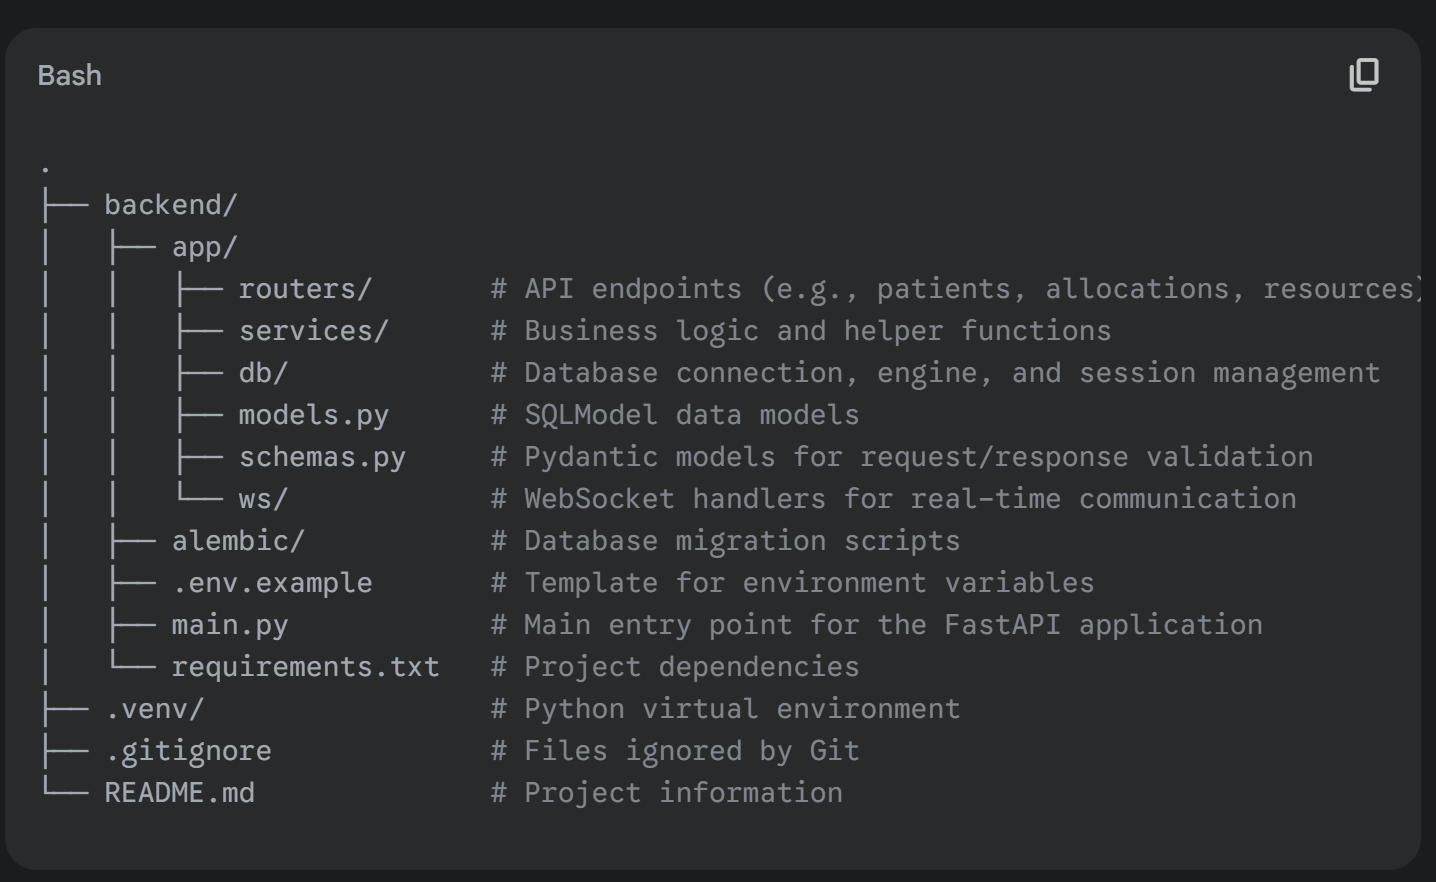 Bash
.
├── backend/
│   ├── app/
│   │   ├── routers/       # API endpoints (e.g., patients, allocations, resources)
│   │   ├── services/      # Business logic and helper functions
│   │   ├── db/            # Database connection, engine, and session management
│   │   ├── models.py      # SQLModel data models
│   │   ├── schemas.py     # Pydantic models for request/response validation
│   │   └── ws/            # WebSocket handlers for real-time communication
│   ├── alembic/           # Database migration scripts
│   ├── .env.example       # Template for environment variables
│   ├── main.py            # Main entry point for the FastAPI application
│   └── requirements.txt   # Project dependencies
├── .venv/                 # Python virtual environment
├── .gitignore             # Files ignored by Git
└── README.md              # Project information